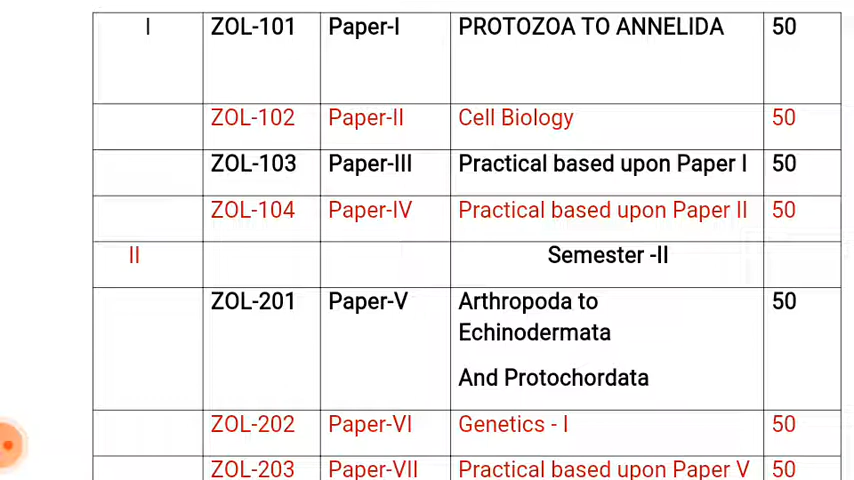 I ZOL-101 Paper-I PROTOZOA TO ANNELIDA 50
ZOL-102 Paper-II Cell Biology 50
ZOL-103 Paper-III Practical based upon Paper I 50
ZOL-104 Paper-IV Practical based upon Paper II 50
II Semester -II
ZOL-201 Paper-V Arthropoda to 50
Echinodermata
And Protochordata
ZOL-202 Paper-VI Genetics - I 50
ZOL-203 Paper-VII Practical based upon Paper V 50